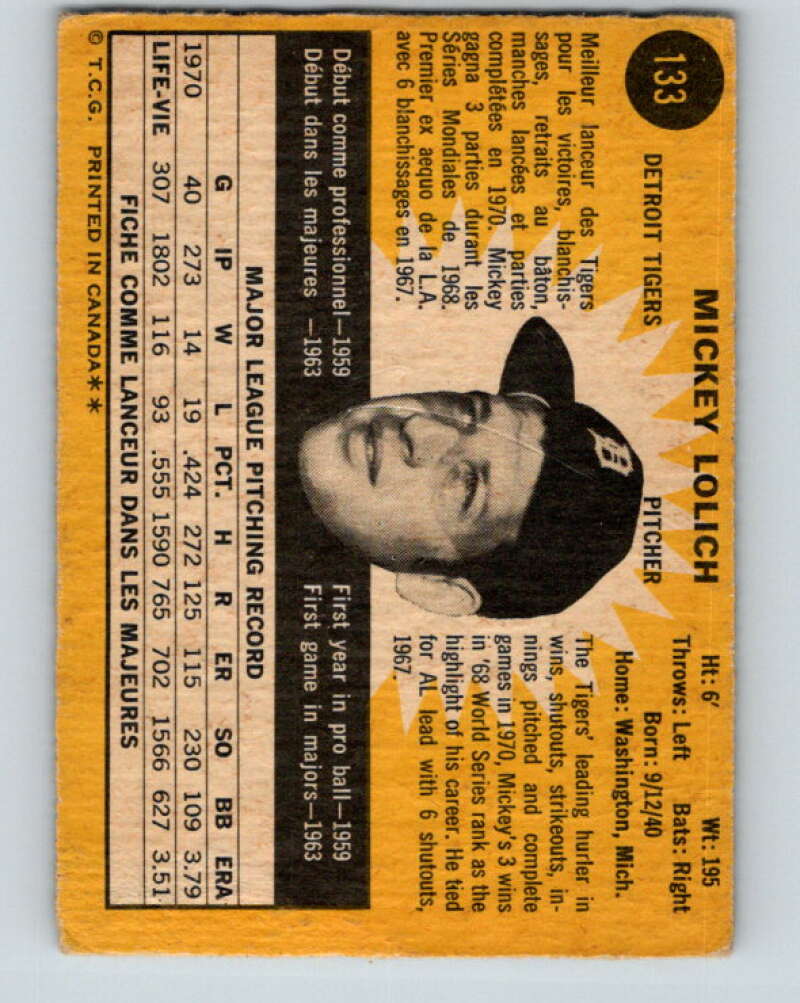 133
MICKEY LOLICH
DETROIT TIGERS
PITCHER
Ht: 6' Wt: 195
Throws: Left Bats: Right
Born: 9/12/40
Home: Washington, Mich.
Meilleur lanceur des Tigers
pour les victoires, blanchis-
sages, retraits au bâton,
manches lancées et parties
complétées en 1970. Mickey
gagna 3 parties durant les
Séries Mondiales de 1968.
Premier ex aequo de la L.A.
avec 6 blanchissages en 1967.
D
The Tigers' leading hurler in
wins, shutouts, strikeouts, in-
nings pitched and complete
games in 1970, Mickey's 3 wins
in '68 World Series rank as the
highlight of his career. He tied
for AL lead with 6 shutouts,
1967.
Début comme professionnel—1959
Début dans les majeures —1963
First year in pro ball—1959
First game in majors—1963
MAJOR LEAGUE PITCHING RECORD
G IP W L PCT. H R ER SO BB ERA
1970 40 273 14 19 .424 272 125 115 230 109 3.79
LIFE-VIE 307 1802 116 93 .555 1590 765 702 1566 627 3.51
FICHE COMME LANCEUR DANS LES MAJEURES
© T.C.G. PRINTED IN CANADA**